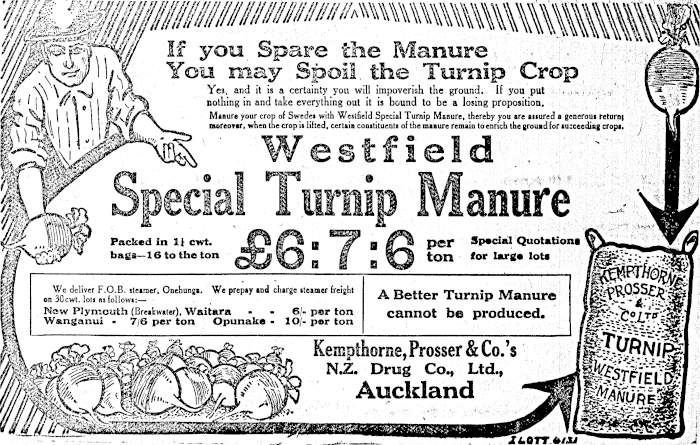 If you Spare the Manure
You may Spoil the Turnip Crop
Yes, and it is a certainty you will impoverish the ground. If you put
nothing in and take everything out it is bound to be a losing proposition.
Manure your crop of Swedes with Westfield Special Turnip Manure, thereby you are assured a generous return;
moreover, when the crop is lifted, certain constituents of the manure remain to enrich the ground for succeeding crops.
Westfield
Special Turnip Manure
Packed in 1¼ cwt.
bags—16 to the ton
£6:7:6
per
ton
Special Quotations
for large lots
We deliver F.O.B. steamer, Onehunga. We prepay and charge steamer freight
on 30 cwt. lots as follows:—
New Plymouth (Breakwater), Waitara - - 6/- per ton
Wanganui - 7/6 per ton Opunake - 10/- per ton
A Better Turnip Manure
cannot be produced.
Kempthorne, Prosser & Co.'s
N.Z. Drug Co., Ltd.,
Auckland
KEMPTHORNE
PROSSER
&
CO LTD
TURNIP
WESTFIELD
MANURE